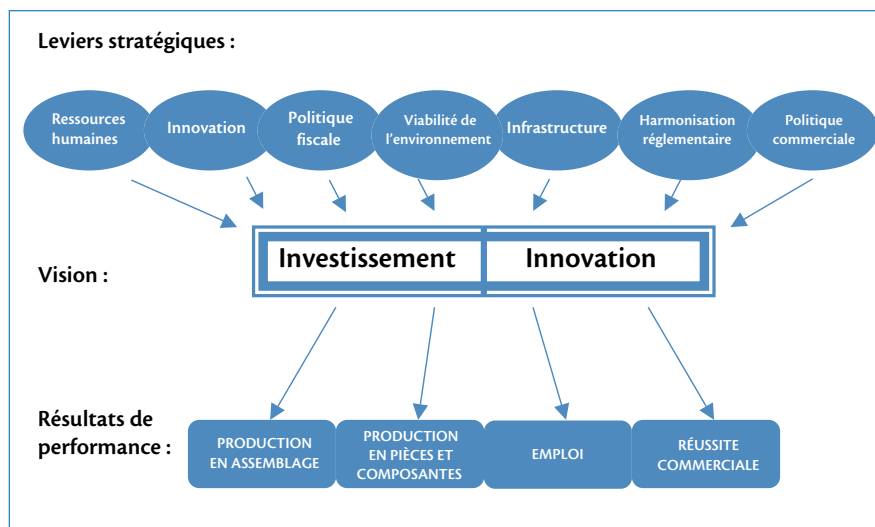 Leviers stratégiques :
Ressources
humaines
Innovation
Politique
fiscale
Viabilité de
l'environnement
Infrastructure
Harmonisation
réglementaire
Politique
commerciale
Vision :
Investissement
Innovation
Résultats de
performance :
PRODUCTION
EN ASSEMBLAGE
PRODUCTION
EN PIÈCES ET
COMPOSANTES
EMPLOI
RÉUSSITE
COMMERCIALE